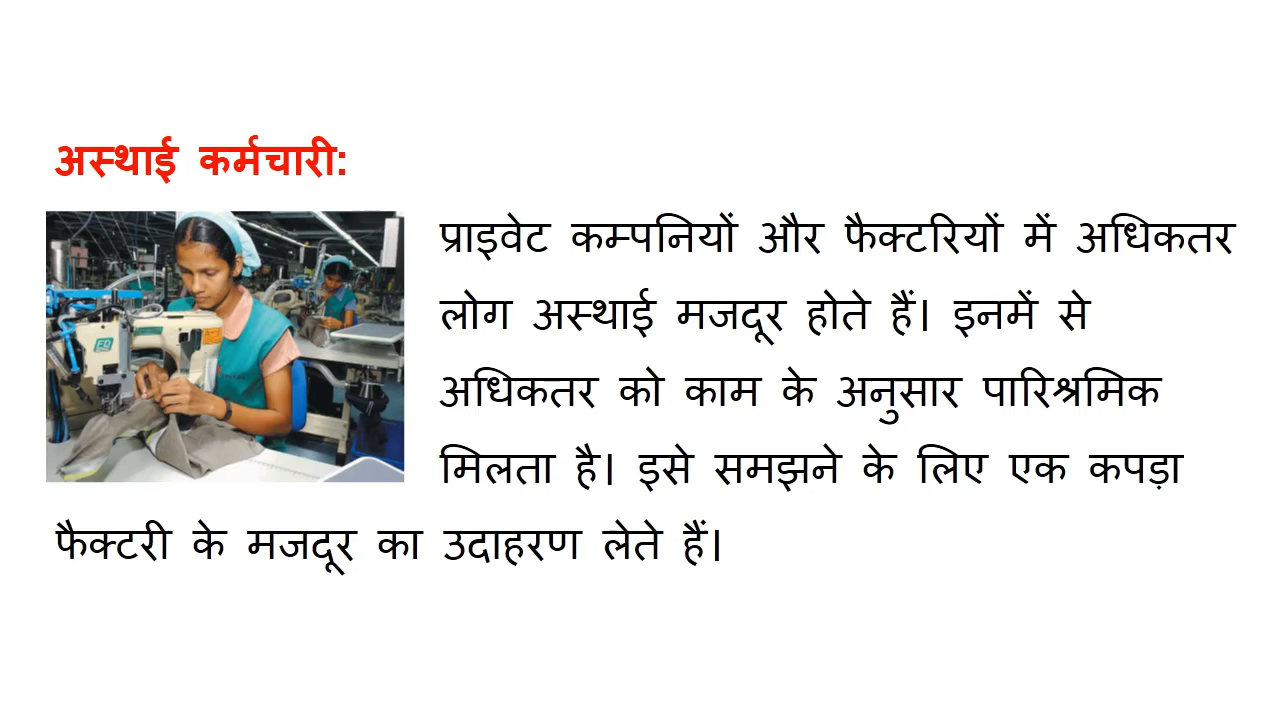 अस्थाई कर्मचारी:
प्राइवेट कम्पनियों और फैक्टरियों में अधिकतर
लोग अस्थाई मजदूर होते हैं। इनमें से
अधिकतर को काम के अनुसार पारिश्रमिक
मिलता है। इसे समझने के लिए एक कपड़ा
फैक्टरी के मजदूर का उदाहरण लेते हैं।